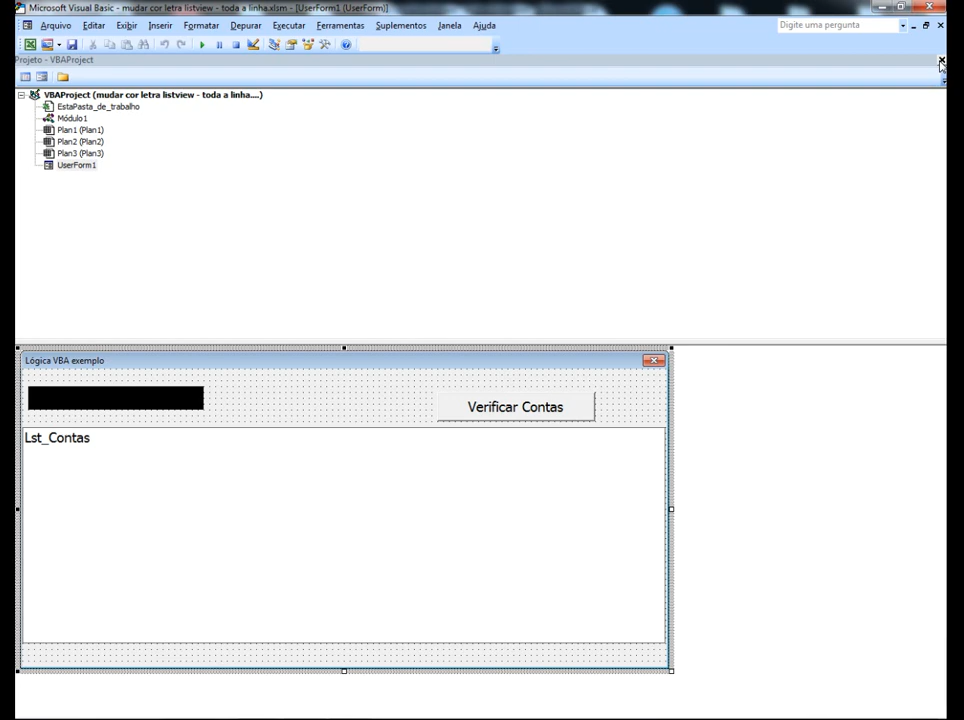 Microsoft Visual Basic - mudar cor letra listview - toda a linha.xlsm - [UserForm1 (UserForm)]
Arquivo Editar Exibir Inserir Formatar Depurar Executar Ferramentas Suplementos Janela Ajuda
Digite uma pergunta
Projeto - VBAProject
VBAProject (mudar cor letra listview - toda a linha....)
EstaPasta_de_trabalho
Módulo1
Plan1 (Plan1)
Plan2 (Plan2)
Plan3 (Plan3)
UserForm1
Lógica VBA exemplo
Verificar Contas
Lst_Contas